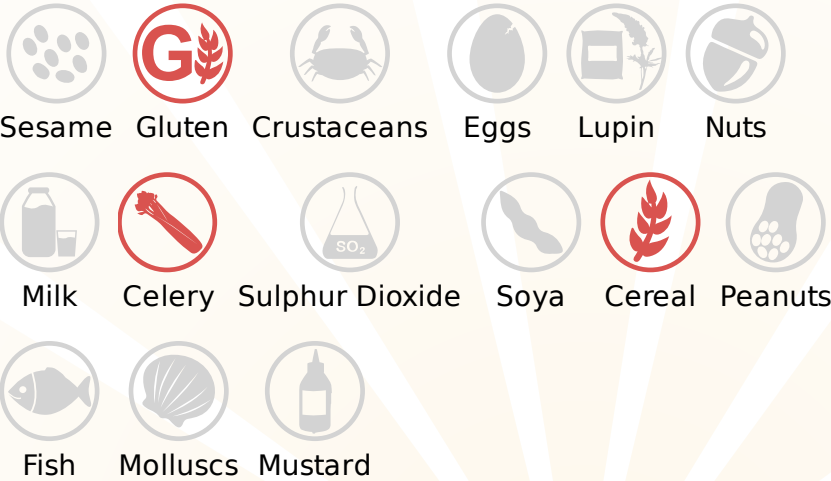 G
Sesame Gluten Crustaceans Eggs Lupin Nuts
SO₂
Milk Celery Sulphur Dioxide Soya Cereal Peanuts
Fish Molluscs Mustard